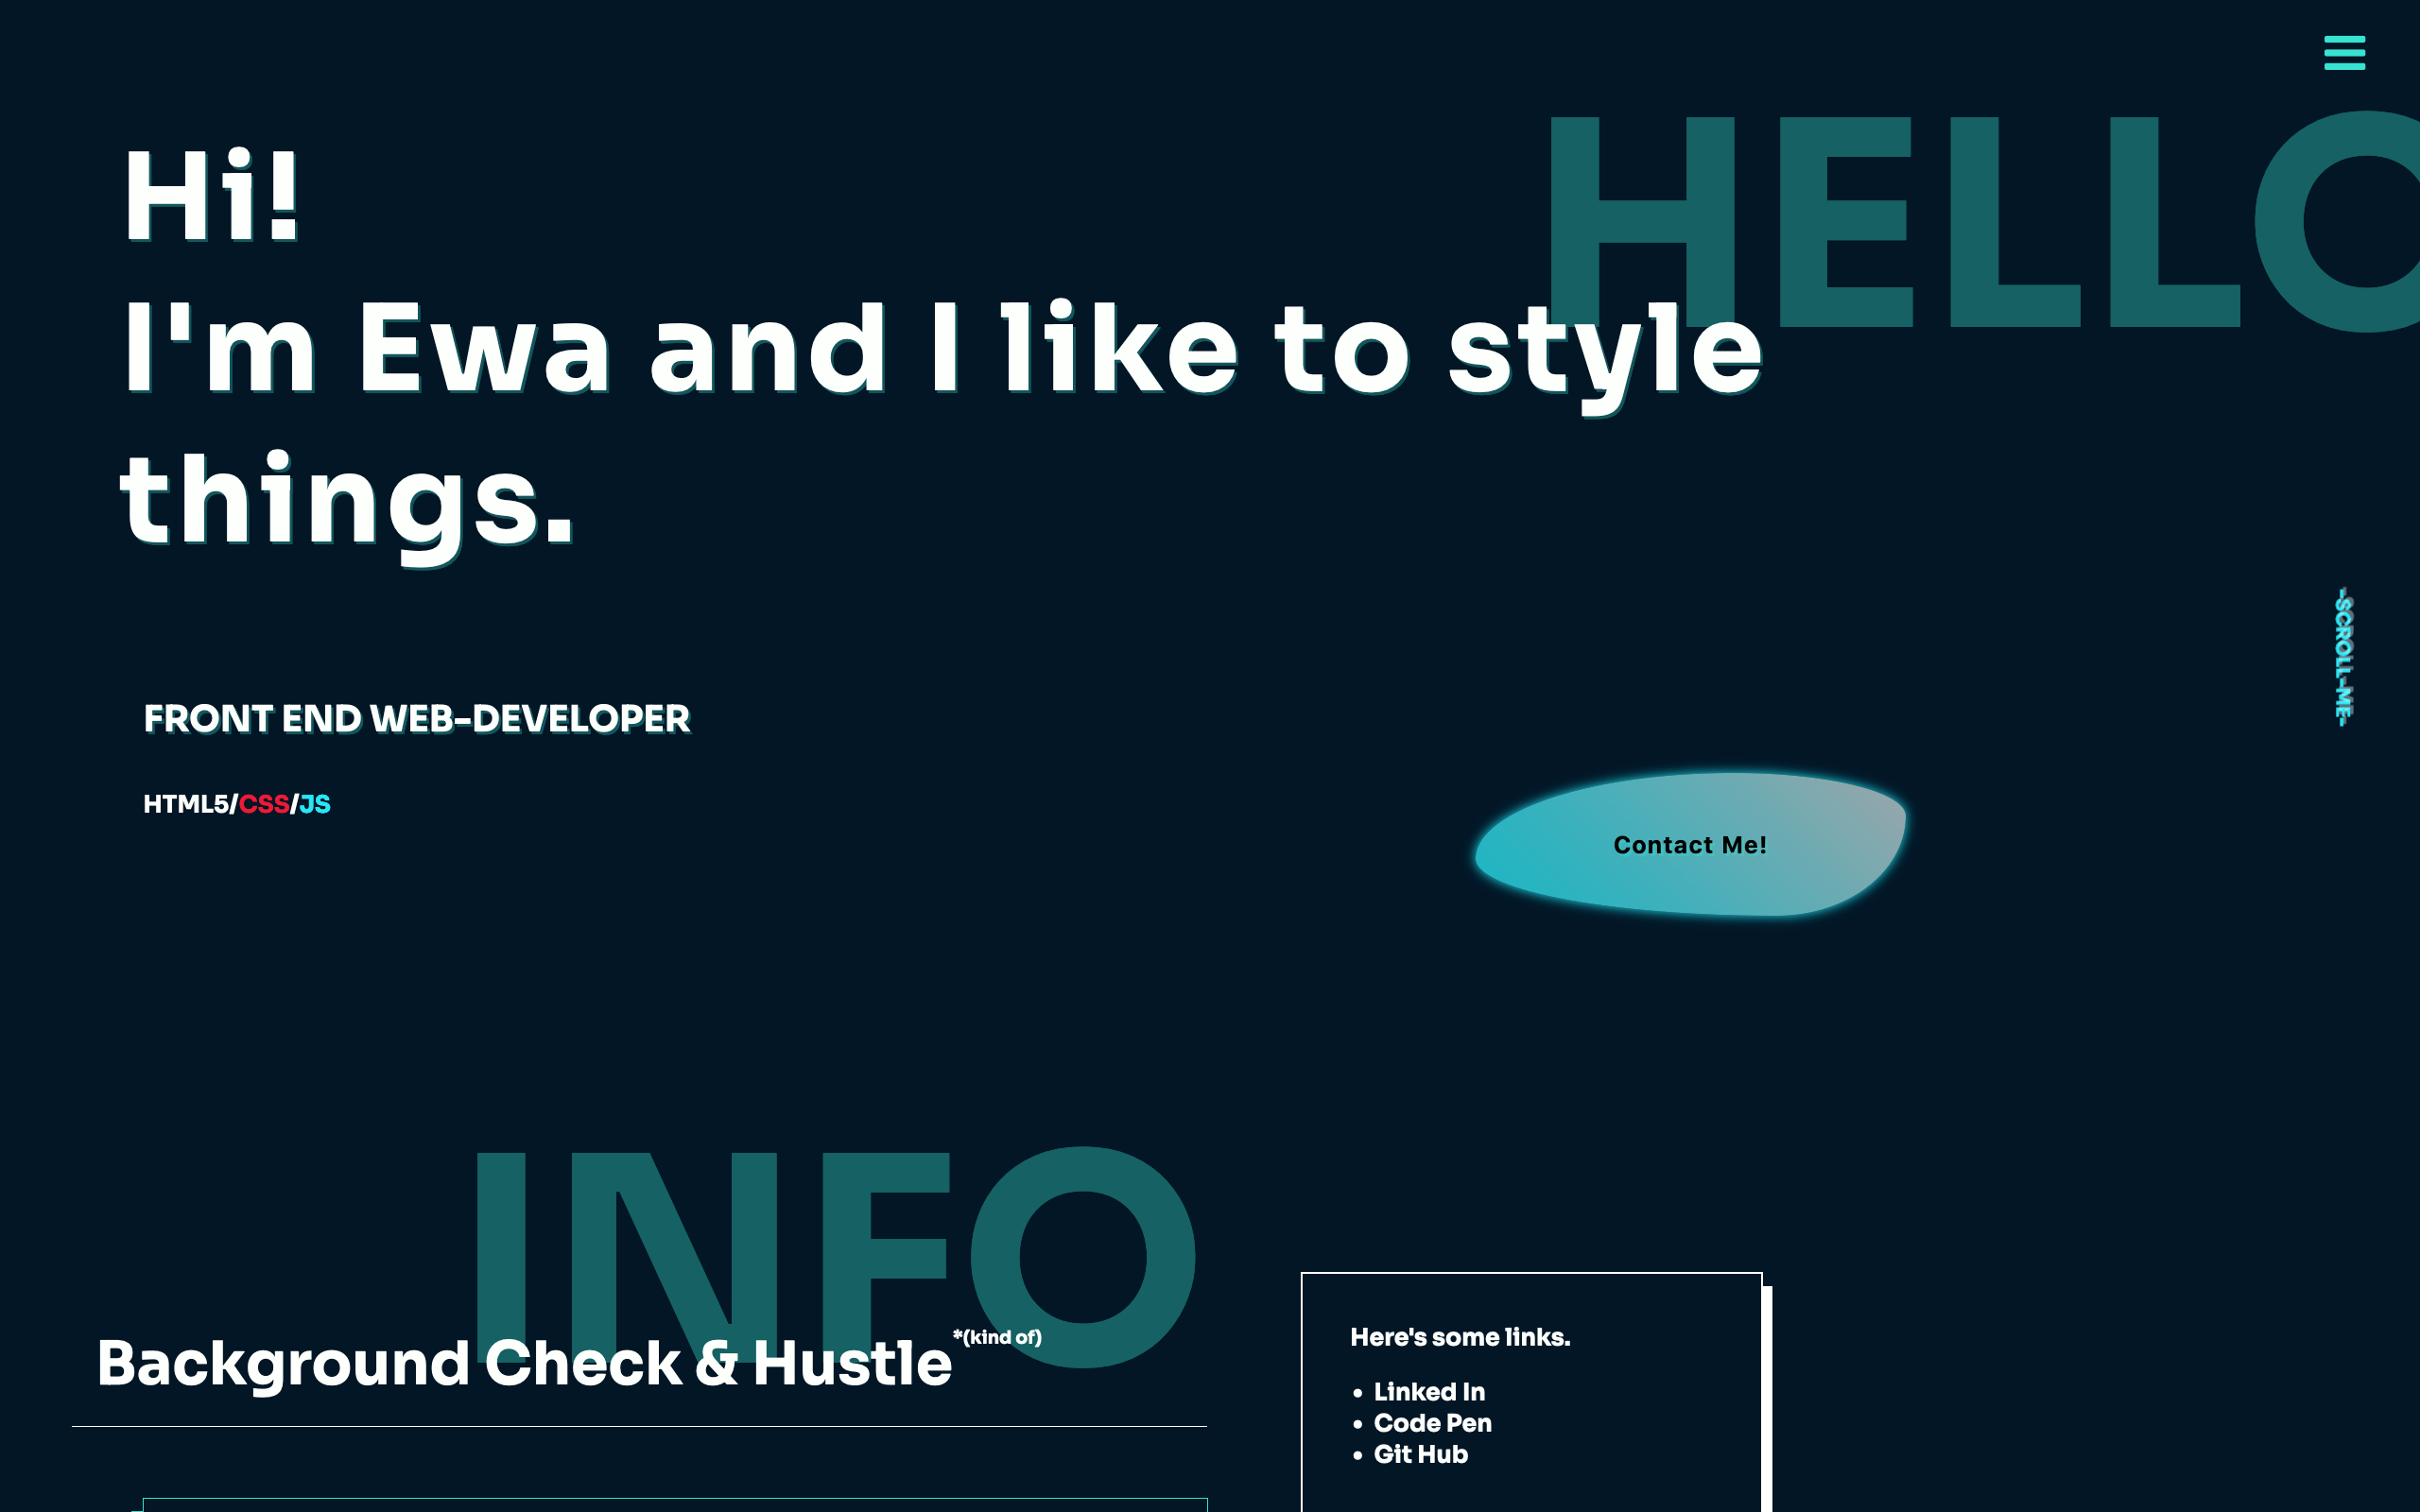 HELLO
Hi!
I'm Ewa and I like to style
things.
-SCROLL-ME-
FRONT END WEB-DEVELOPER
HTML5/CSS/JS
Contact Me!
INFO
Background Check & Hustle*(kind of)
Here's some links.
Linked In
Code Pen
Git Hub